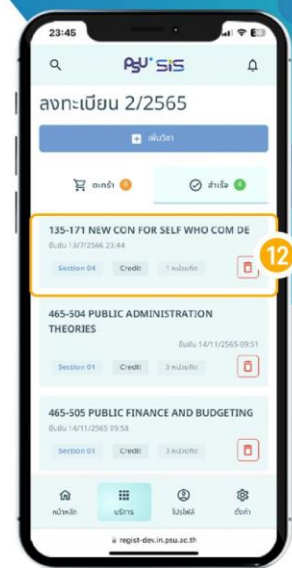 23:45
PSU SIS
ลงทะเบียน 2/2565
เพิ่มวิชา
ตะกร้า 0
สำเร็จ
135-171 NEW CON FOR SELF WHO COM DE
ยืนยัน 13/7/2566 23:44
Section 04 Credit 1 หน่วยกิต
12
465-504 PUBLIC ADMINISTRATION
THEORIES
ยืนยัน 14/11/2565 09:51
Section 01 Credit 3 หน่วยกิต
465-505 PUBLIC FINANCE AND BUDGETING
ยืนยัน 14/11/2565 09:58
Section 01 Credit 3 หน่วยกิต
หน้าหลัก บริการ โปรไฟล์ ตั้งค่า
regist-dev.in.psu.ac.th